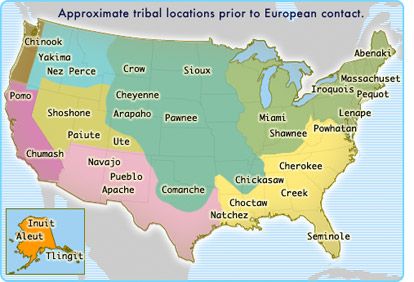 Approximate tribal locations prior to European contact.
Chinook
Yakima
Nez Perce
Crow
Sioux
Abenaki
Massachuset
Iroquois
Pequot
Pomo
Cheyenne
Shoshone
Arapaho
Pawnee
Miami
Lenape
Powhatan
Shawnee
Paiute
Ute
Chumash
Navajo
Pueblo
Apache
Comanche
Cherokee
Chickasaw
Creek
Choctaw
Natchez
Seminole
Inuit
Aleut
Tlingit